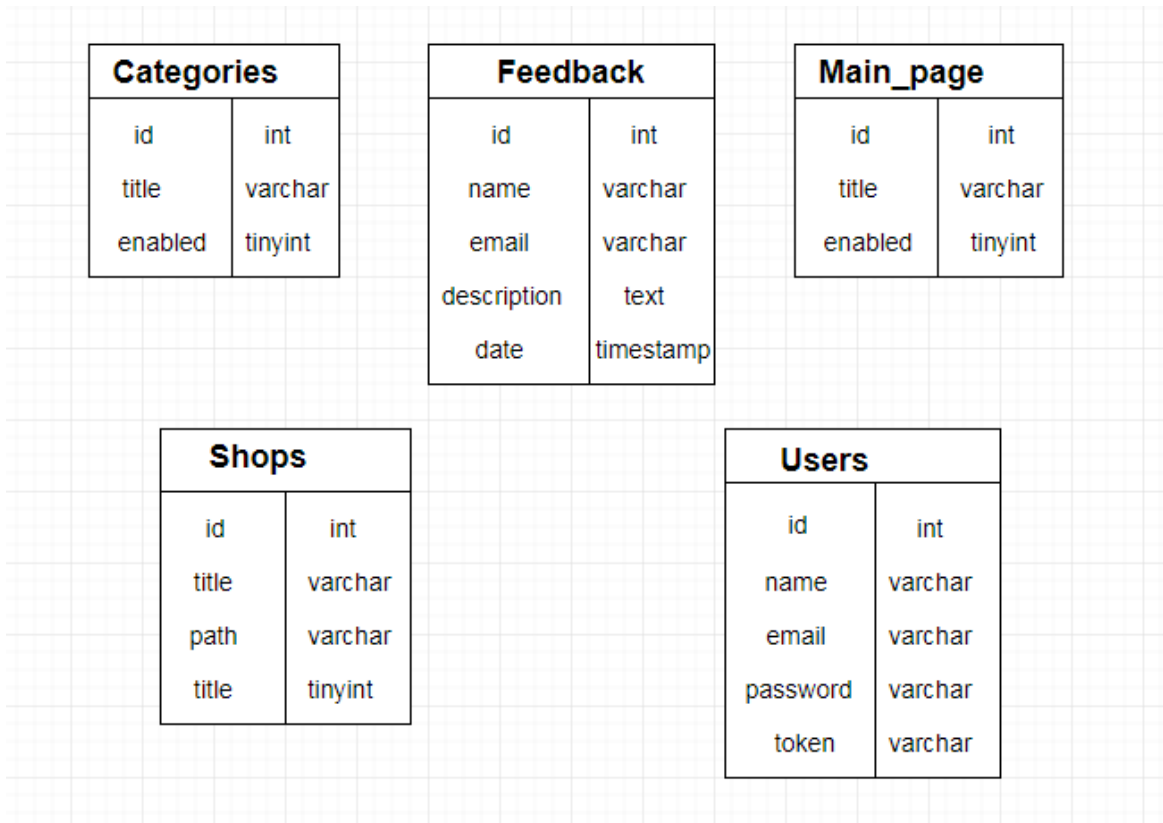 Categories
id int
title varchar
enabled tinyint
Feedback
id int
name varchar
email varchar
description text
date timestamp
Main_page
id int
title varchar
enabled tinyint
Shops
id int
title varchar
path varchar
title tinyint
Users
id int
name varchar
email varchar
password varchar
token varchar